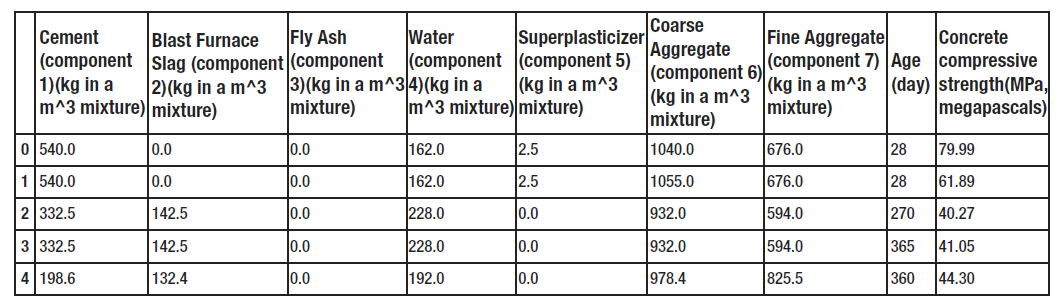 Cement (component 1)(kg in a m^3 mixture) Blast Furnace Slag (component 2)(kg in a m^3 mixture) Fly Ash (component 3)(kg in a m^3 mixture) Water (component 4)(kg in a m^3 mixture) Superplasticizer (component 5) (kg in a m^3 mixture) Coarse Aggregate (component 6) (kg in a m^3 mixture) Fine Aggregate (component 7) (kg in a m^3 mixture) Age (day) Concrete compressive strength(MPa, megapascals)
0 540.0 0.0 0.0 162.0 2.5 1040.0 676.0 28 79.99
1 540.0 0.0 0.0 162.0 2.5 1055.0 676.0 28 61.89
2 332.5 142.5 0.0 228.0 0.0 932.0 594.0 270 40.27
3 332.5 142.5 0.0 228.0 0.0 932.0 594.0 365 41.05
4 198.6 132.4 0.0 192.0 0.0 978.4 825.5 360 44.30